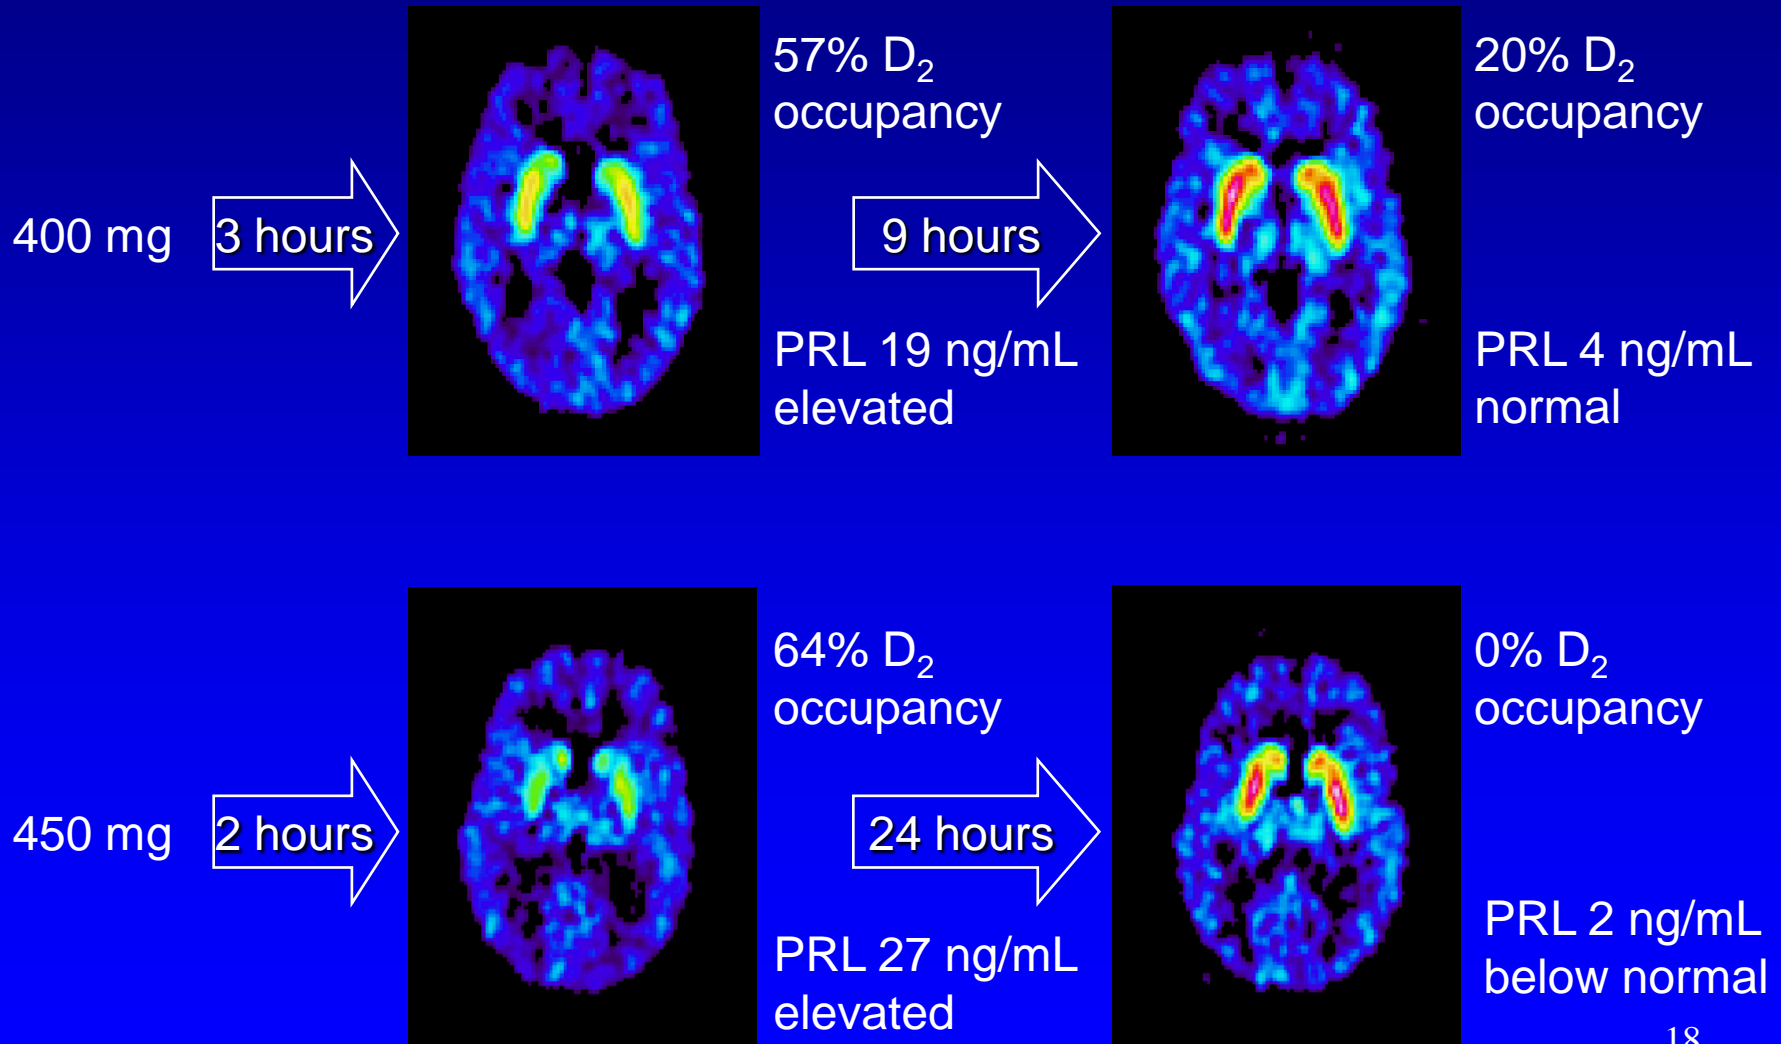 57% D₂
occupancy
20% D₂
occupancy
400 mg
3 hours
9 hours
PRL 19 ng/mL
elevated
PRL 4 ng/mL
normal
64% D₂
occupancy
0% D₂
occupancy
450 mg
2 hours
24 hours
PRL 27 ng/mL
elevated
PRL 2 ng/mL
below normal
18